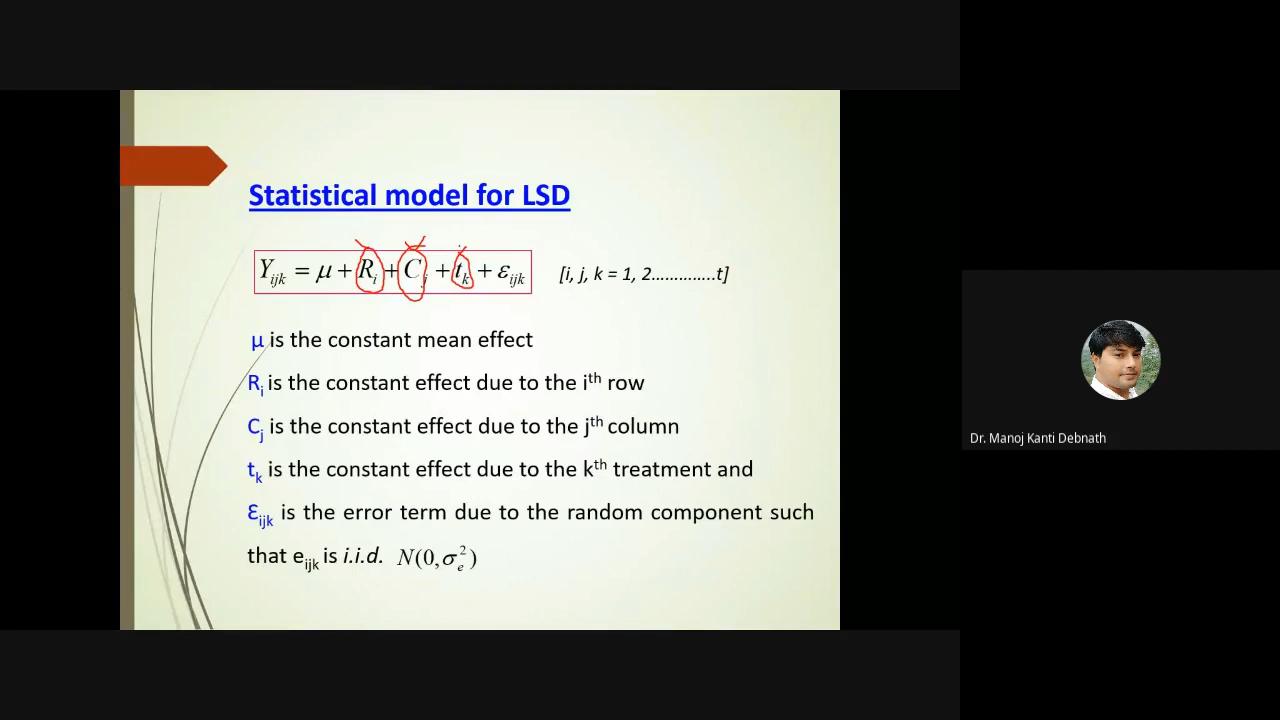 Statistical model for LSD
Yijk = μ + Ri + Cj + tk + εijk [i, j, k = 1, 2…………..t]
μ is the constant mean effect
Ri is the constant effect due to the ith row
Cj is the constant effect due to the jth column
tk is the constant effect due to the kth treatment and
Ɛijk is the error term due to the random component such
that eijk is i.i.d. N(0, σe2)
Dr. Manoj Kanti Debnath